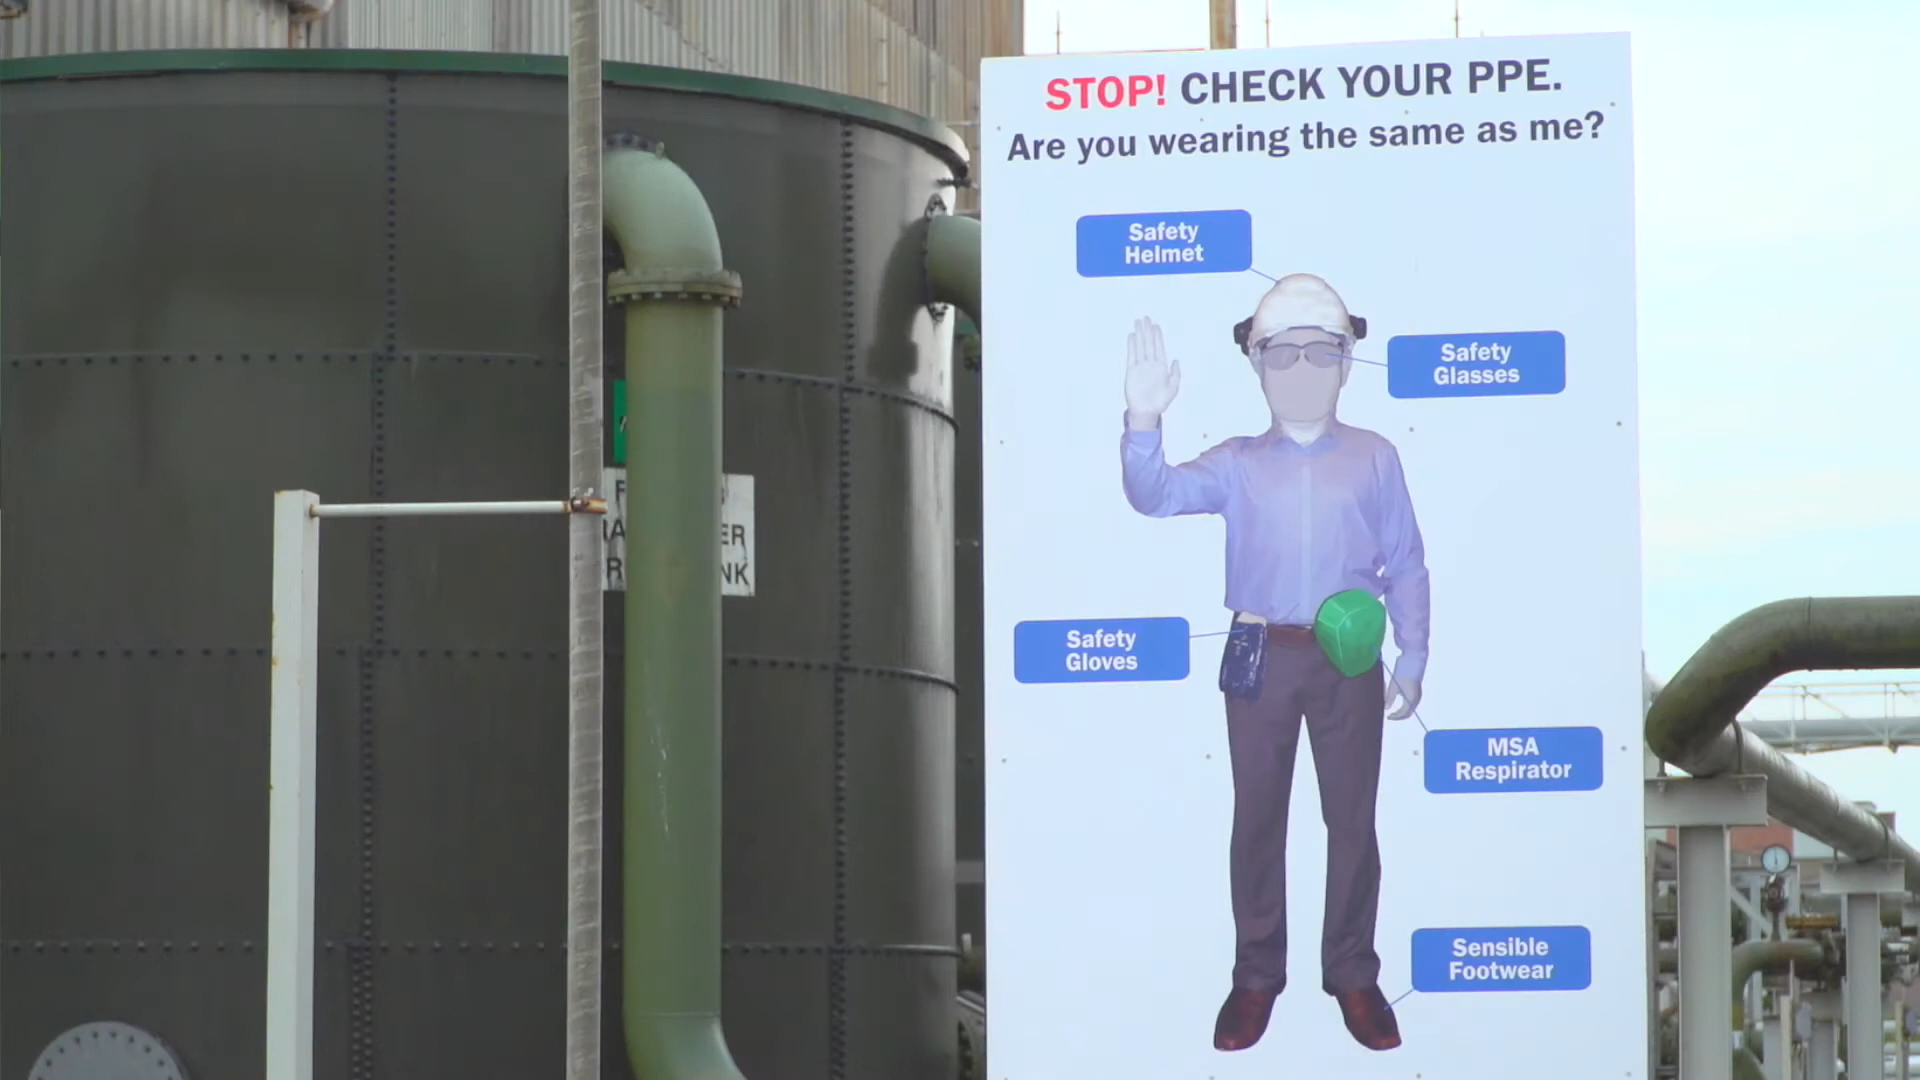 STOP! CHECK YOUR PPE.
Are you wearing the same as me?
Safety
Helmet
Safety
Glasses
Safety
Gloves
MSA
Respirator
Sensible
Footwear